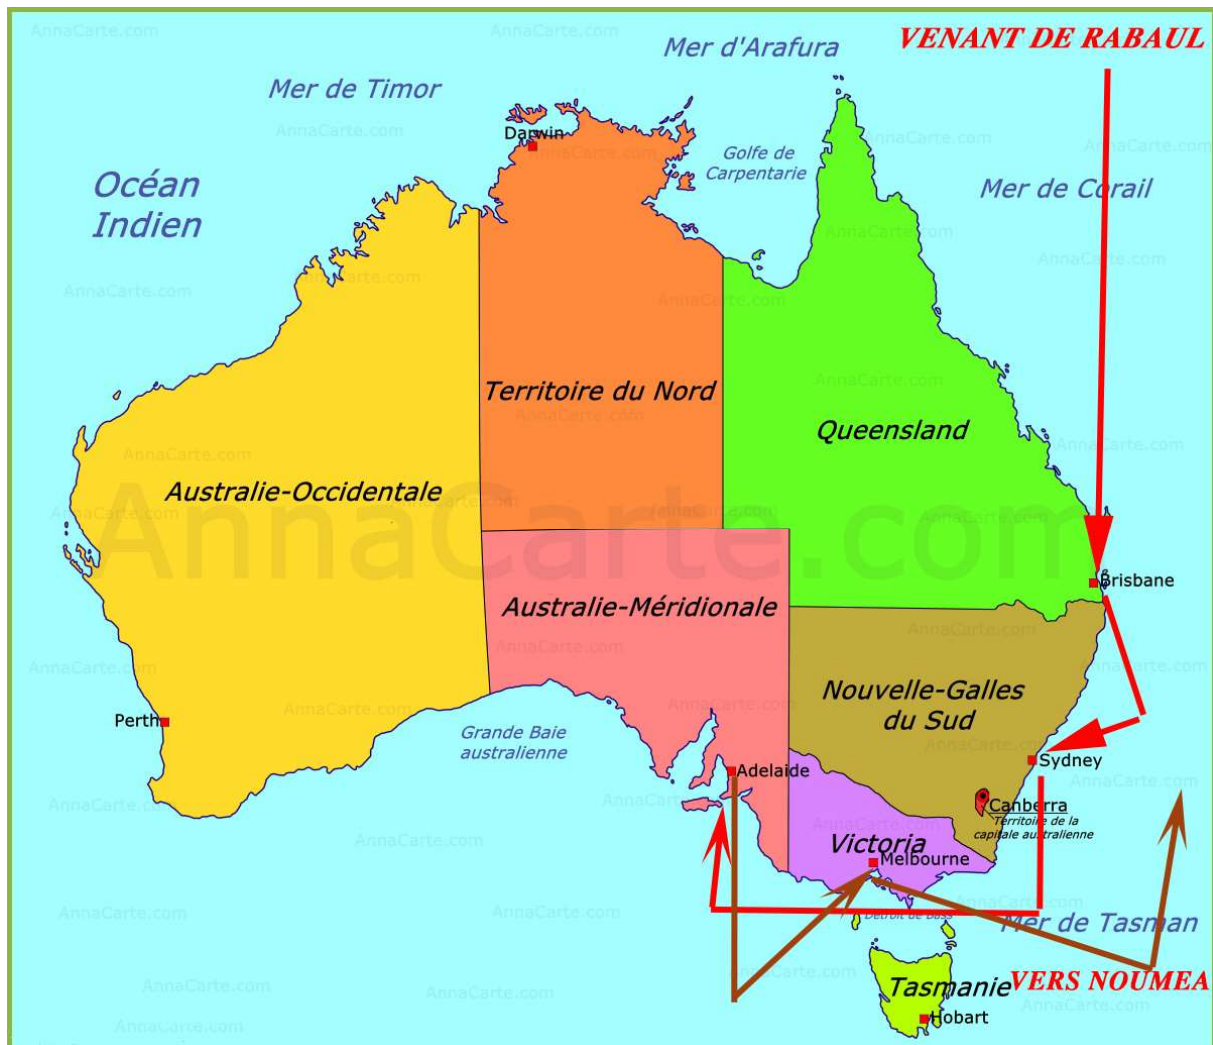 AnnaCarte.com
VENANT DE RABAUL
Mer d'Arafura
Mer de Timor
Darwin
Golfe de
Carpentarie
Océan
Indien
Mer de Corail
Territoire du Nord
Queensland
Australie-Occidentale
AnnaCarte.com
Brisbane
Australie-Méridionale
Nouvelle-Galles
du Sud
Perth
Grande Baie
australienne
Adelaide
Sydney
Canberra
Territoire de la
capitale australienne
Victoria
Melbourne
Détroit de Bass
Mer de Tasman
VERS NOUMEA
Tasmanie
Hobart